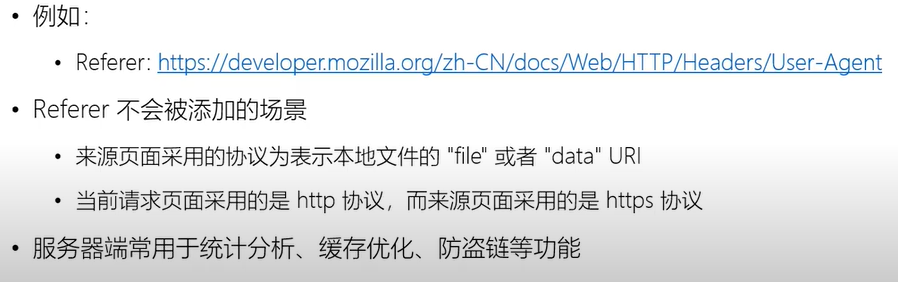 • 例如：
• Referer: https://developer.mozilla.org/zh-CN/docs/Web/HTTP/Headers/User-Agent
• Referer 不会被添加的场景
• 来源页面采用的协议为表示本地文件的 "file" 或者 "data" URI
• 当前请求页面采用的是 http 协议，而来源页面采用的是 https 协议
• 服务器端常用于统计分析、缓存优化、防盗链等功能